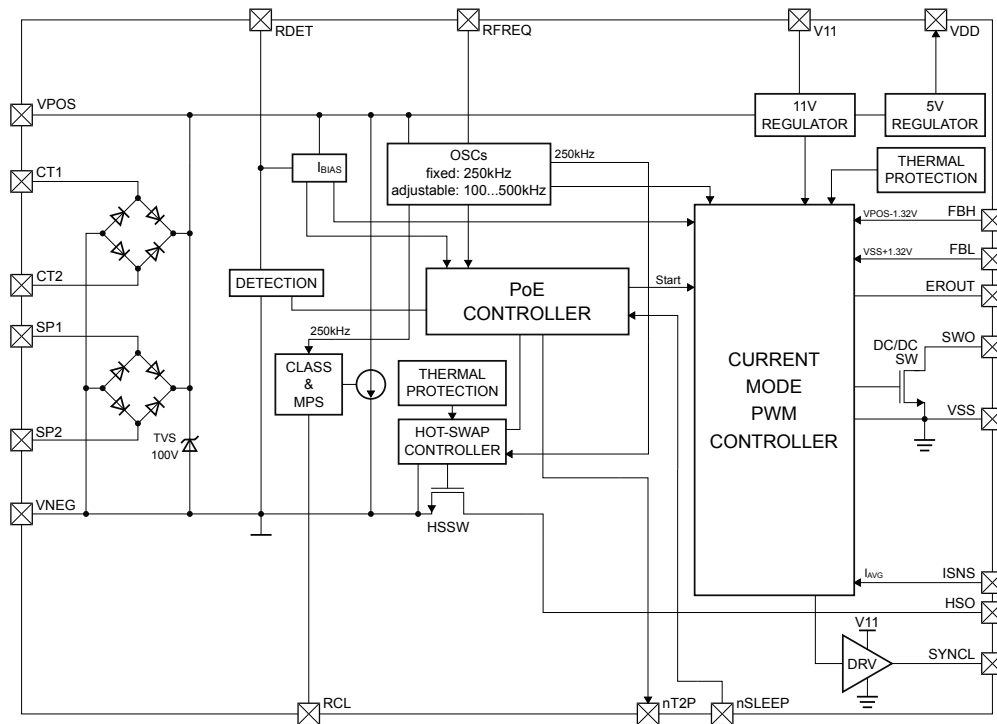 RDET
RFREQ
V11
VDD
VPOS
11V
REGULATOR
5V
REGULATOR
CT1
I_BIAS
OSCs
fixed: 250kHz
adjustable: 100...500kHz
250kHz
THERMAL
PROTECTION
VPOS-1.32V
FBH
VSS+1.32V
FBL
CT2
DETECTION
PoE
CONTROLLER
Start
EROUT
SP1
250kHz
CLASS
&
MPS
THERMAL
PROTECTION
CURRENT
MODE
PWM
CONTROLLER
DC/DC
SW
SWO
VSS
SP2
TVS
100V
HOT-SWAP
CONTROLLER
VNEG
HSSW
I_AVG
ISNS
HSO
V11
DRV
SYNCL
RCL
nT2P
nSLEEP